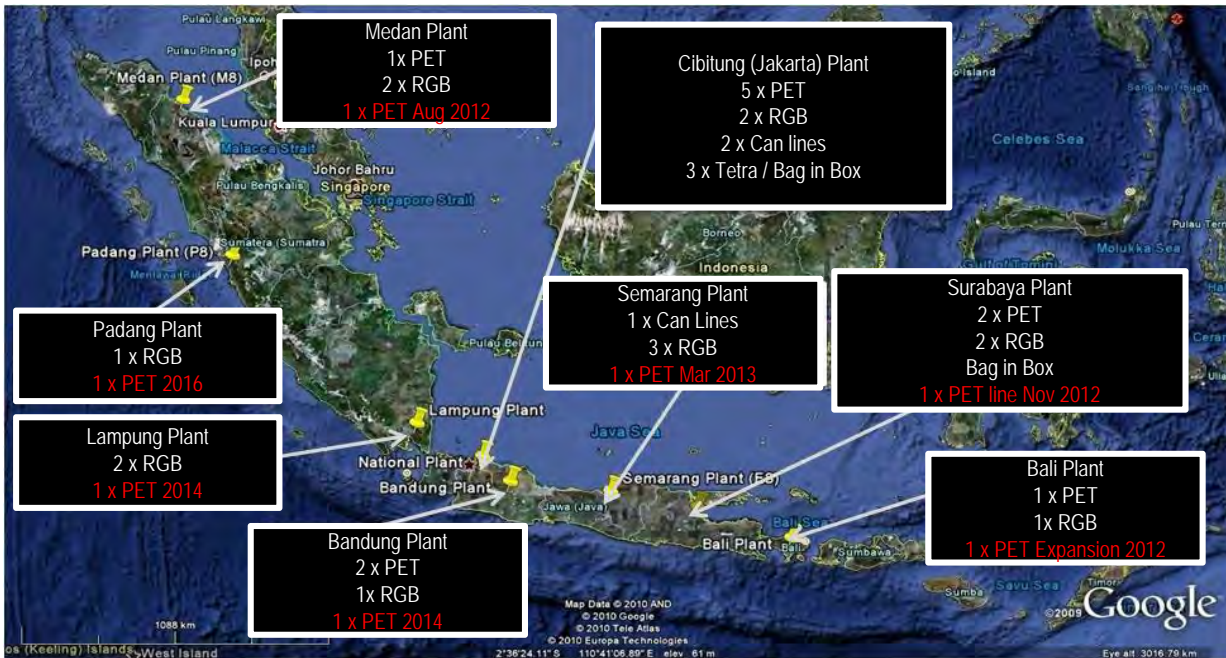 Pulau Langkawi
Pulau Pinang
Ipoh
Medan Plant (M8)
Kuala Lumpur
Malacca Strait
Johor Bahru
Singapore
Singapore Strait
Pulau Bengkalis
Padang Plant (P8)
Sumatera (Sumatra)
Medan Plant
1x PET
2 x RGB
1 x PET Aug 2012
Cibitung (Jakarta) Plant
5 x PET
2 x RGB
2 x Can lines
3 x Tetra / Bag in Box
Sangihe Trough
Celebes Sea
Borneo
Indonesia
Molukka Sea
Gulf of Tomini
Padang Plant
1 x RGB
1 x PET 2016
Semarang Plant
1 x Can Lines
3 x RGB
1 x PET Mar 2013
Surabaya Plant
2 x PET
2 x RGB
Bag in Box
1 x PET line Nov 2012
Lampung Plant
2 x RGB
1 x PET 2014
Lampung Plant
Java Sea
National Plant
Bandung Plant
Semarang Plant
Jawa (Java)
Bali Plant
Bali Sea
Bali
Sumbawa
Bali Plant
1 x PET
1x RGB
1 x PET Expansion 2012
Bandung Plant
2 x PET
1x RGB
1 x PET 2014
Sumba
Savu Sea
Timor
1088 km
Map Data © 2010 AND
© 2010 Google
© 2010 Tele Atlas
© 2010 Europa Technologies
©2009 Google
os (Keeling) Islands
West Island
2°36'24.11" S 110°41'06.89" E elev 61 m
Eye alt 3016.79 km